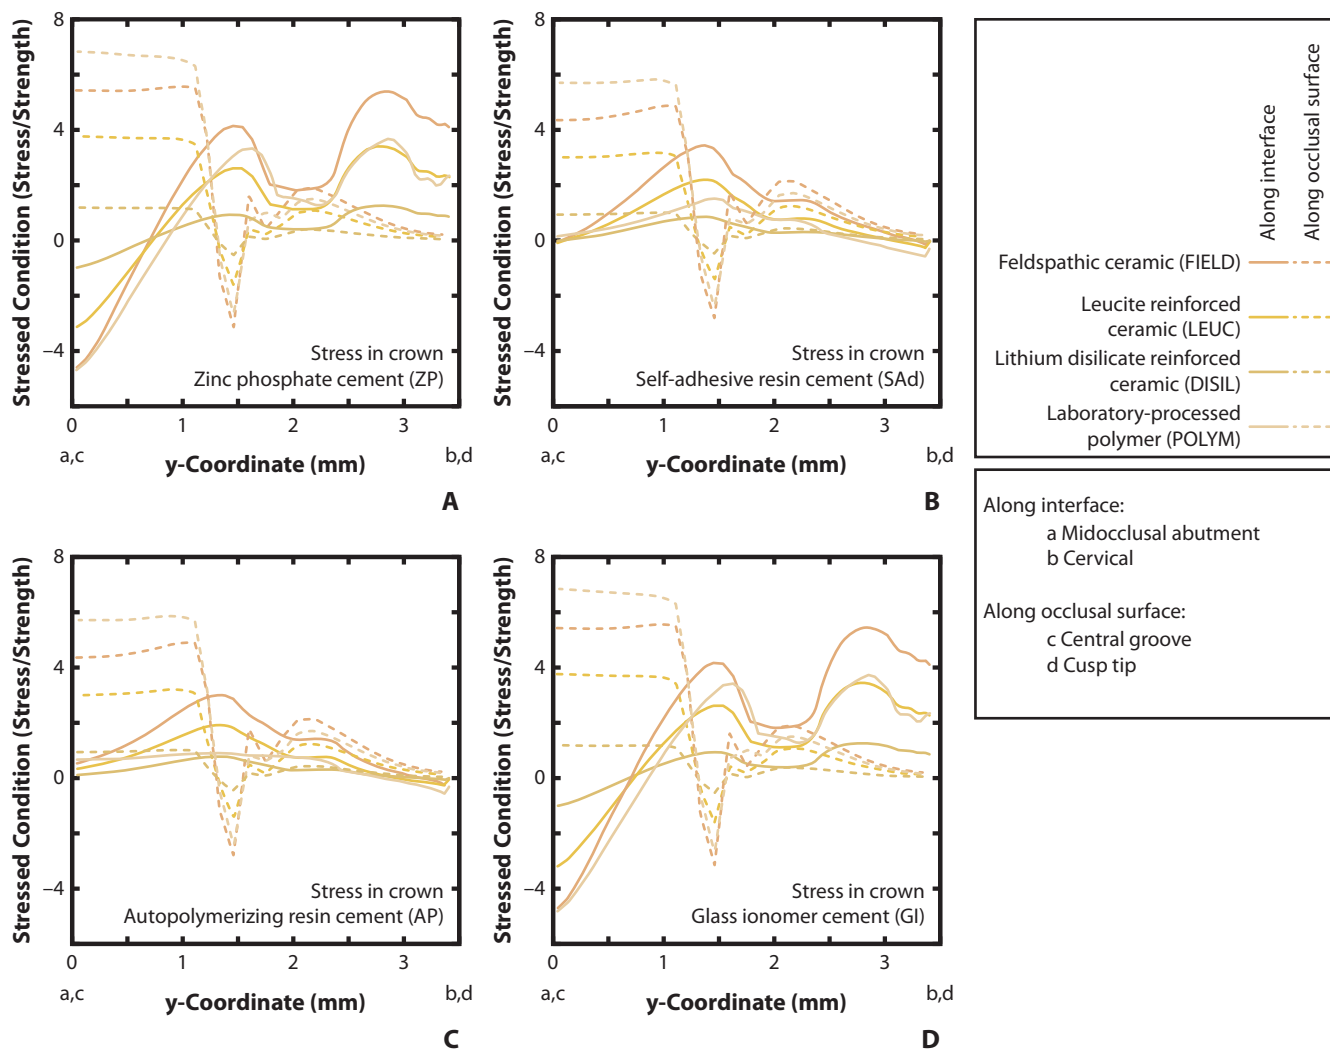 Stressed Condition (Stress/Strength)
8
4
0
−4
Stress in crown
Zinc phosphate cement (ZP)
0 1 2 3
a,c b,d
y-Coordinate (mm)
A
Stressed Condition (Stress/Strength)
8
4
0
−4
Stress in crown
Self-adhesive resin cement (SAd)
0 1 2 3
a,c b,d
y-Coordinate (mm)
B
Along interface
Along occlusal surface
Feldspathic ceramic (FIELD)
Leucite reinforced
ceramic (LEUC)
Lithium disilicate reinforced
ceramic (DISIL)
Laboratory-processed
polymer (POLYM)
Along interface:
a Midocclusal abutment
b Cervical
Along occlusal surface:
c Central groove
d Cusp tip
Stressed Condition (Stress/Strength)
8
4
0
−4
Stress in crown
Autopolymerizing resin cement (AP)
0 1 2 3
a,c b,d
y-Coordinate (mm)
C
Stressed Condition (Stress/Strength)
8
4
0
−4
Stress in crown
Glass ionomer cement (GI)
0 1 2 3
a,c b,d
y-Coordinate (mm)
D